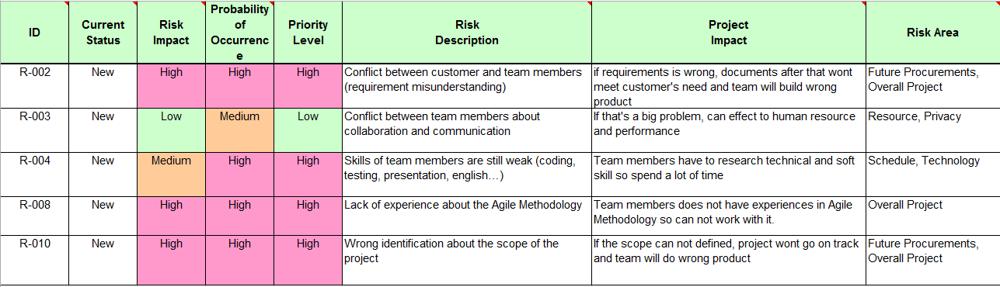 ID
Current
Status
Risk
Impact
Probability
of
Occurrenc
e
Priority
Level
Risk
Description
Project
Impact
Risk Area
R-002
New
High
High
High
Conflict between customer and team members
(requirement misunderstanding)
if requirements is wrong, documents after that wont
meet customer's need and team will build wrong
product
Future Procurements,
Overall Project
R-003
New
Low
Medium
Low
Conflict between team members about
collaboration and communication
If that's a big problem, can effect to human resource
and performance
Resource, Privacy
R-004
New
Medium
High
High
Skills of team members are still weak (coding,
testing, presentation, english…)
Team members have to research technical and soft
skill so spend a lot of time
Schedule, Technology
R-008
New
High
High
High
Lack of experience about the Agile Methodology
Team members does not have experiences in Agile
Methodology so can not work with it.
Overall Project
R-010
New
High
High
High
Wrong identification about the scope of the
project
If the scope can not defined, project wont go on track
and team will do wrong product
Future Procurements,
Overall Project